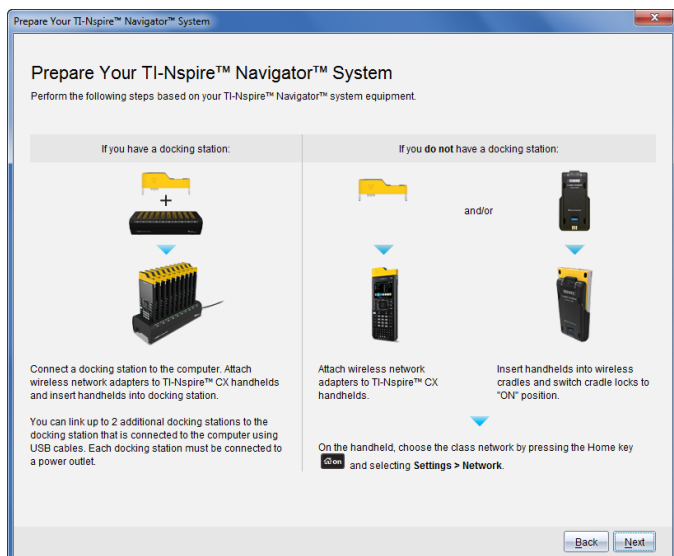 Prepare Your TI-Nspire™ Navigator™ System
Prepare Your TI-Nspire™ Navigator™ System
Perform the following steps based on your TI-Nspire™ Navigator™ system equipment.
If you have a docking station:
+
Connect a docking station to the computer. Attach
wireless network adapters to TI-Nspire™ CX handhelds
and insert handhelds into docking station.
You can link up to 2 additional docking stations to the
docking station that is connected to the computer using
USB cables. Each docking station must be connected to
a power outlet.
If you do not have a docking station:
and/or
Attach wireless network
adapters to TI-Nspire™ CX
handhelds.
Insert handhelds into wireless
cradles and switch cradle locks to
"ON" position.
On the handheld, choose the class network by pressing the Home key
on and selecting Settings > Network.
Back
Next